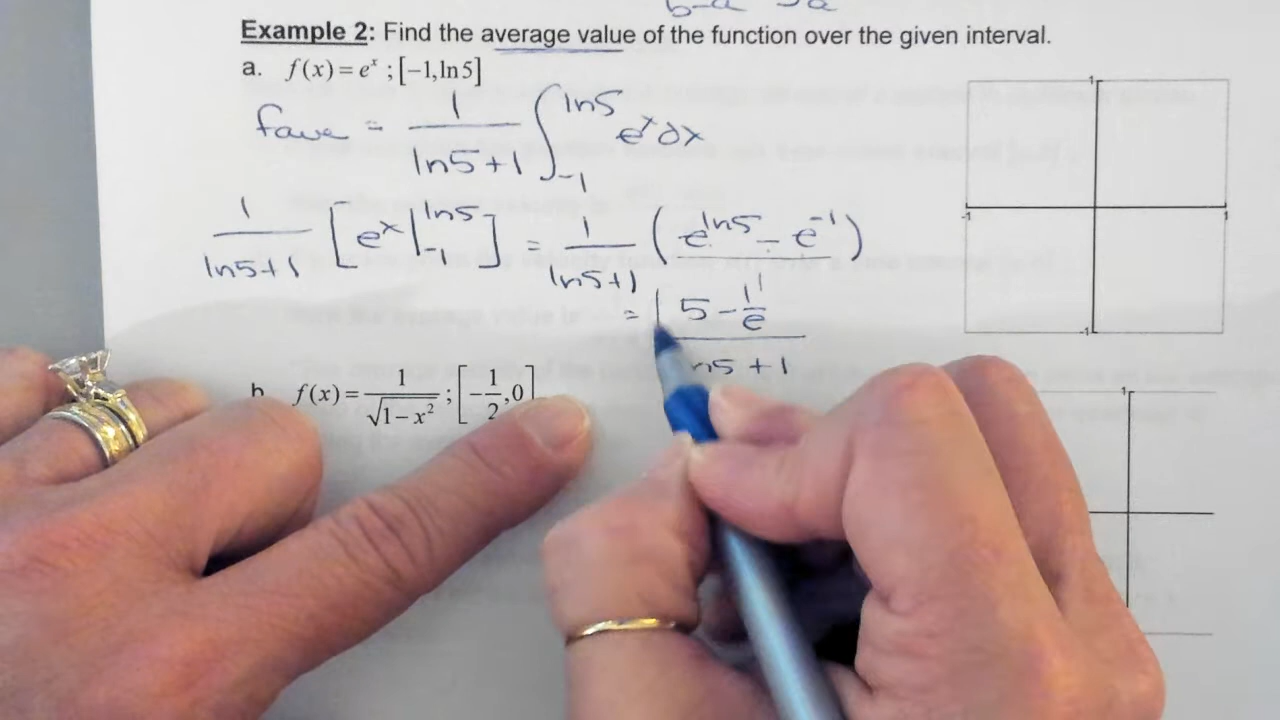 b-a a
Example 2: Find the average value of the function over the given interval.
a. f(x) = e^x ; [−1, ln 5]
fave = 1/(ln5+1) ∫_{-1}^{ln5} e^x dx
1/(ln5+1) [e^x |_{-1}^{ln5}] = 1/(ln5+1) (e^{ln5} - e^{-1})
= 5 - 1/e
ln5 + 1
b. f(x) = 1/√(1−x²) ; [−1/2, 0]
1
-1 1
-1
1